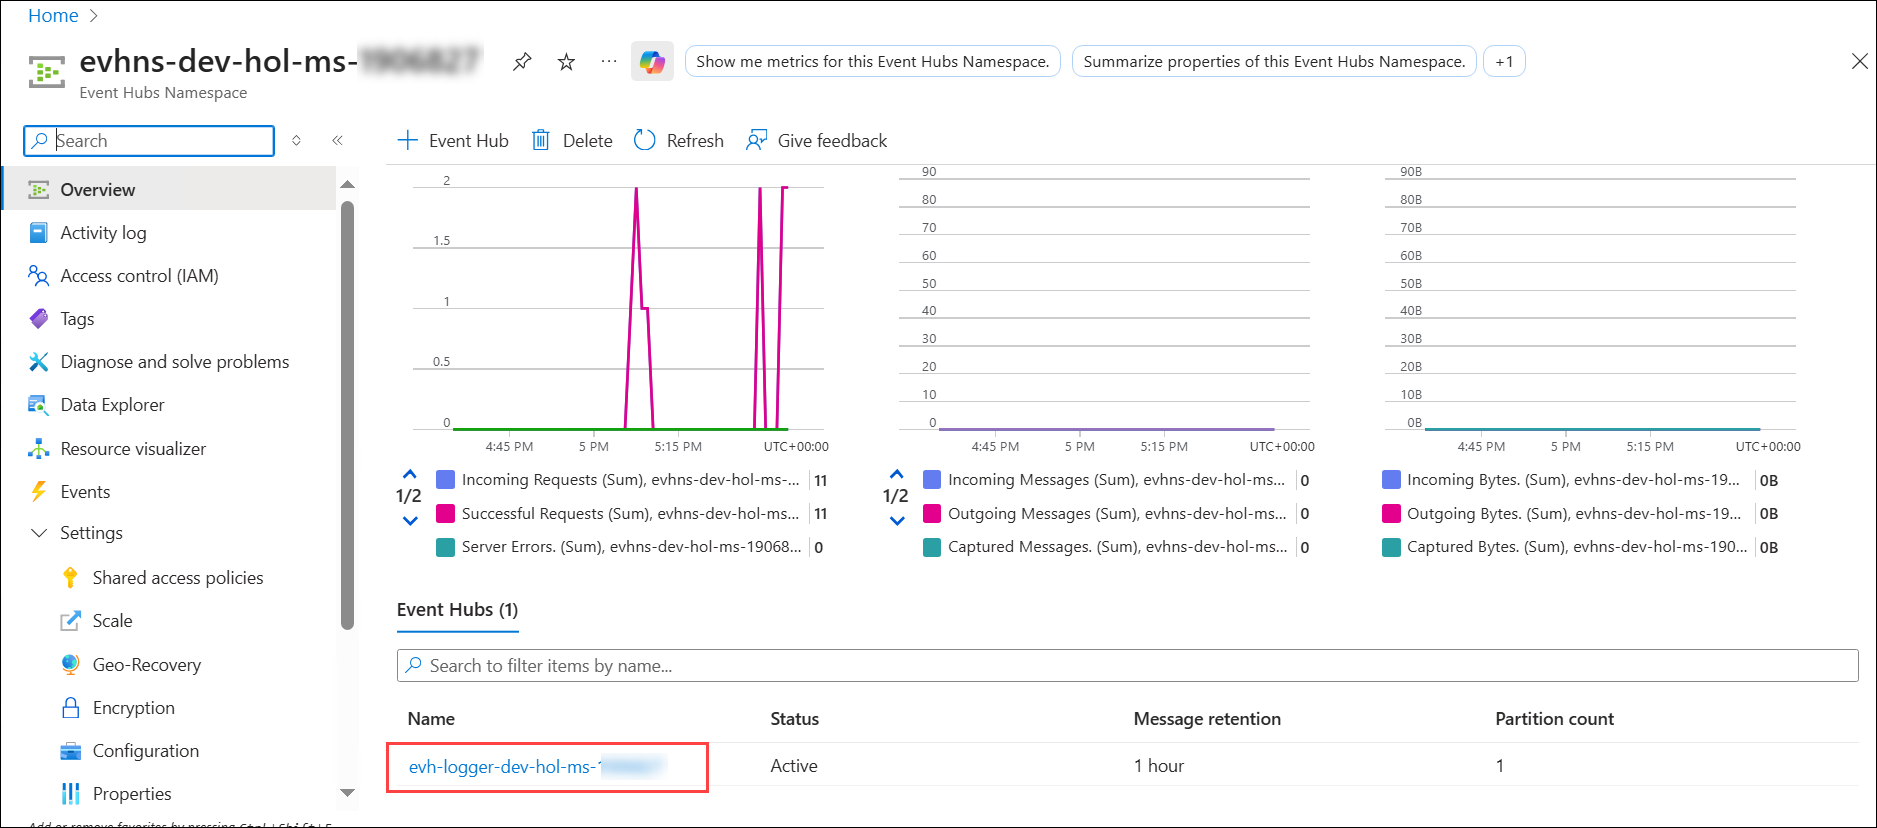 Home
evhns-dev-hol-ms-
Show me metrics for this Event Hubs Namespace.
Summarize properties of this Event Hubs Namespace.
+1
Event Hubs Namespace
Search
Event Hub
Delete
Refresh
Give feedback
Overview
Activity log
Access control (IAM)
Tags
Diagnose and solve problems
Data Explorer
Resource visualizer
Events
Settings
Shared access policies
Scale
Geo-Recovery
Encryption
Configuration
Properties
2
1.5
1
0.5
0
4:45 PM 5 PM 5:15 PM UTC+00:00
1/2
Incoming Requests (Sum), evhns-dev-hol-ms-... 11
Successful Requests (Sum), evhns-dev-hol-ms... 11
Server Errors. (Sum), evhns-dev-hol-ms-19068... 0
90
80
70
60
50
40
30
20
10
0
4:45 PM 5 PM 5:15 PM UTC+00:00
1/2
Incoming Messages (Sum), evhns-dev-hol-ms... 0
Outgoing Messages (Sum), evhns-dev-hol-ms... 0
Captured Messages. (Sum), evhns-dev-hol-ms... 0
90B
80B
70B
60B
50B
40B
30B
20B
10B
0B
4:45 PM 5 PM 5:15 PM UTC+00:00
Incoming Bytes. (Sum), evhns-dev-hol-ms-19... 0B
Outgoing Bytes. (Sum), evhns-dev-hol-ms-19... 0B
Captured Bytes. (Sum), evhns-dev-hol-ms-190... 0B
Event Hubs (1)
Search to filter items by name...
Name Status Message retention Partition count
evh-logger-dev-hol-ms- Active 1 hour 1